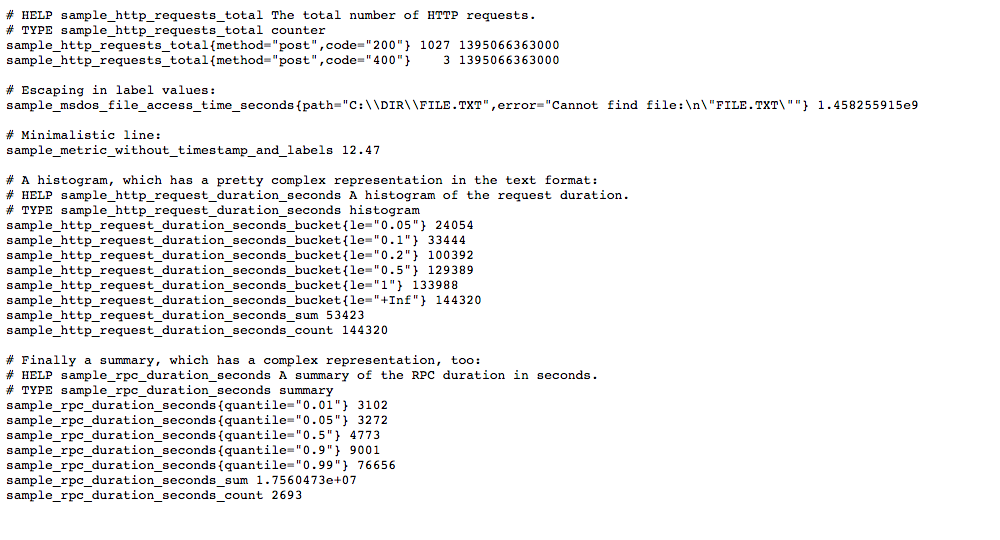 # HELP sample_http_requests_total The total number of HTTP requests.
# TYPE sample_http_requests_total counter
sample_http_requests_total{method="post",code="200"} 1027 1395066363000
sample_http_requests_total{method="post",code="400"}    3 1395066363000

# Escaping in label values:
sample_msdos_file_access_time_seconds{path="C:\\DIR\\FILE.TXT",error="Cannot find file:\n\"FILE.TXT\""} 1.458255915e9

# Minimalistic line:
sample_metric_without_timestamp_and_labels 12.47

# A histogram, which has a pretty complex representation in the text format:
# HELP sample_http_request_duration_seconds A histogram of the request duration.
# TYPE sample_http_request_duration_seconds histogram
sample_http_request_duration_seconds_bucket{le="0.05"} 24054
sample_http_request_duration_seconds_bucket{le="0.1"} 33444
sample_http_request_duration_seconds_bucket{le="0.2"} 100392
sample_http_request_duration_seconds_bucket{le="0.5"} 129389
sample_http_request_duration_seconds_bucket{le="1"} 133988
sample_http_request_duration_seconds_bucket{le="+Inf"} 144320
sample_http_request_duration_seconds_sum 53423
sample_http_request_duration_seconds_count 144320

# Finally a summary, which has a complex representation, too:
# HELP sample_rpc_duration_seconds A summary of the RPC duration in seconds.
# TYPE sample_rpc_duration_seconds summary
sample_rpc_duration_seconds{quantile="0.01"} 3102
sample_rpc_duration_seconds{quantile="0.05"} 3272
sample_rpc_duration_seconds{quantile="0.5"} 4773
sample_rpc_duration_seconds{quantile="0.9"} 9001
sample_rpc_duration_seconds{quantile="0.99"} 76656
sample_rpc_duration_seconds_sum 1.7560473e+07
sample_rpc_duration_seconds_count 2693